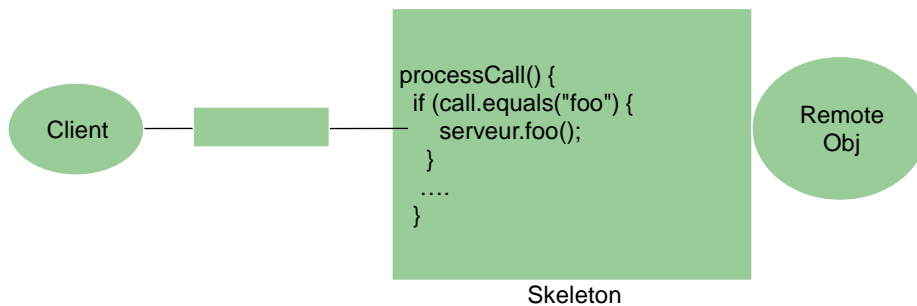 Client
processCall() {
if (call.equals("foo") {
serveur.foo();
}
….
}
Remote
Obj
Skeleton